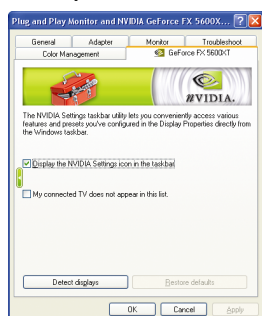 Plug and Play Monitor and NVIDIA GeForce FX 5600X...
General Adapter Monitor Troubleshoot
Color Management GeForce FX 5600XT
NVIDIA.
The NVIDIA Settings taskbar utility lets you conveniently access various
features and presets you've configured in the Display Properties directly from
the Windows taskbar.
Display the NVIDIA Settings icon in the taskbar
My connected TV does not appear in this list.
Detect displays Restore defaults
OK Cancel Apply